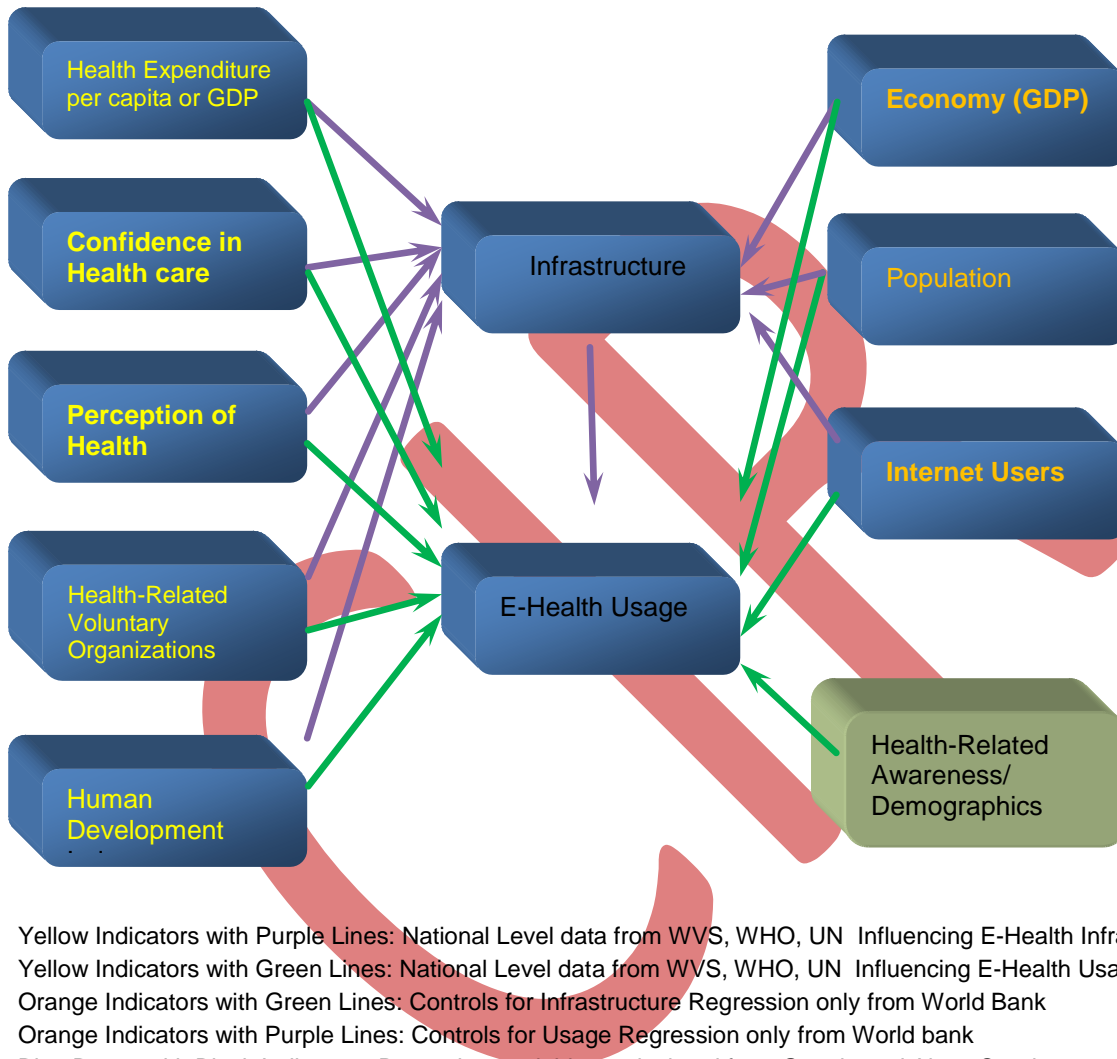 Health Expenditure
per capita or GDP
Economy (GDP)
Confidence in
Health care
Infrastructure
Population
Perception of
Health
Internet Users
Health-Related
Voluntary
Organizations
E-Health Usage
Health-Related
Awareness/
Demographics
Human
Development
Yellow Indicators with Purple Lines: National Level data from WVS, WHO, UN  Influencing E-Health
Yellow Indicators with Green Lines: National Level data from WVS, WHO, UN  Influencing E-Health
Orange Indicators with Green Lines: Controls for Infrastructure Regression only from World Bank
Orange Indicators with Purple Lines: Controls for Usage Regression only from World bank